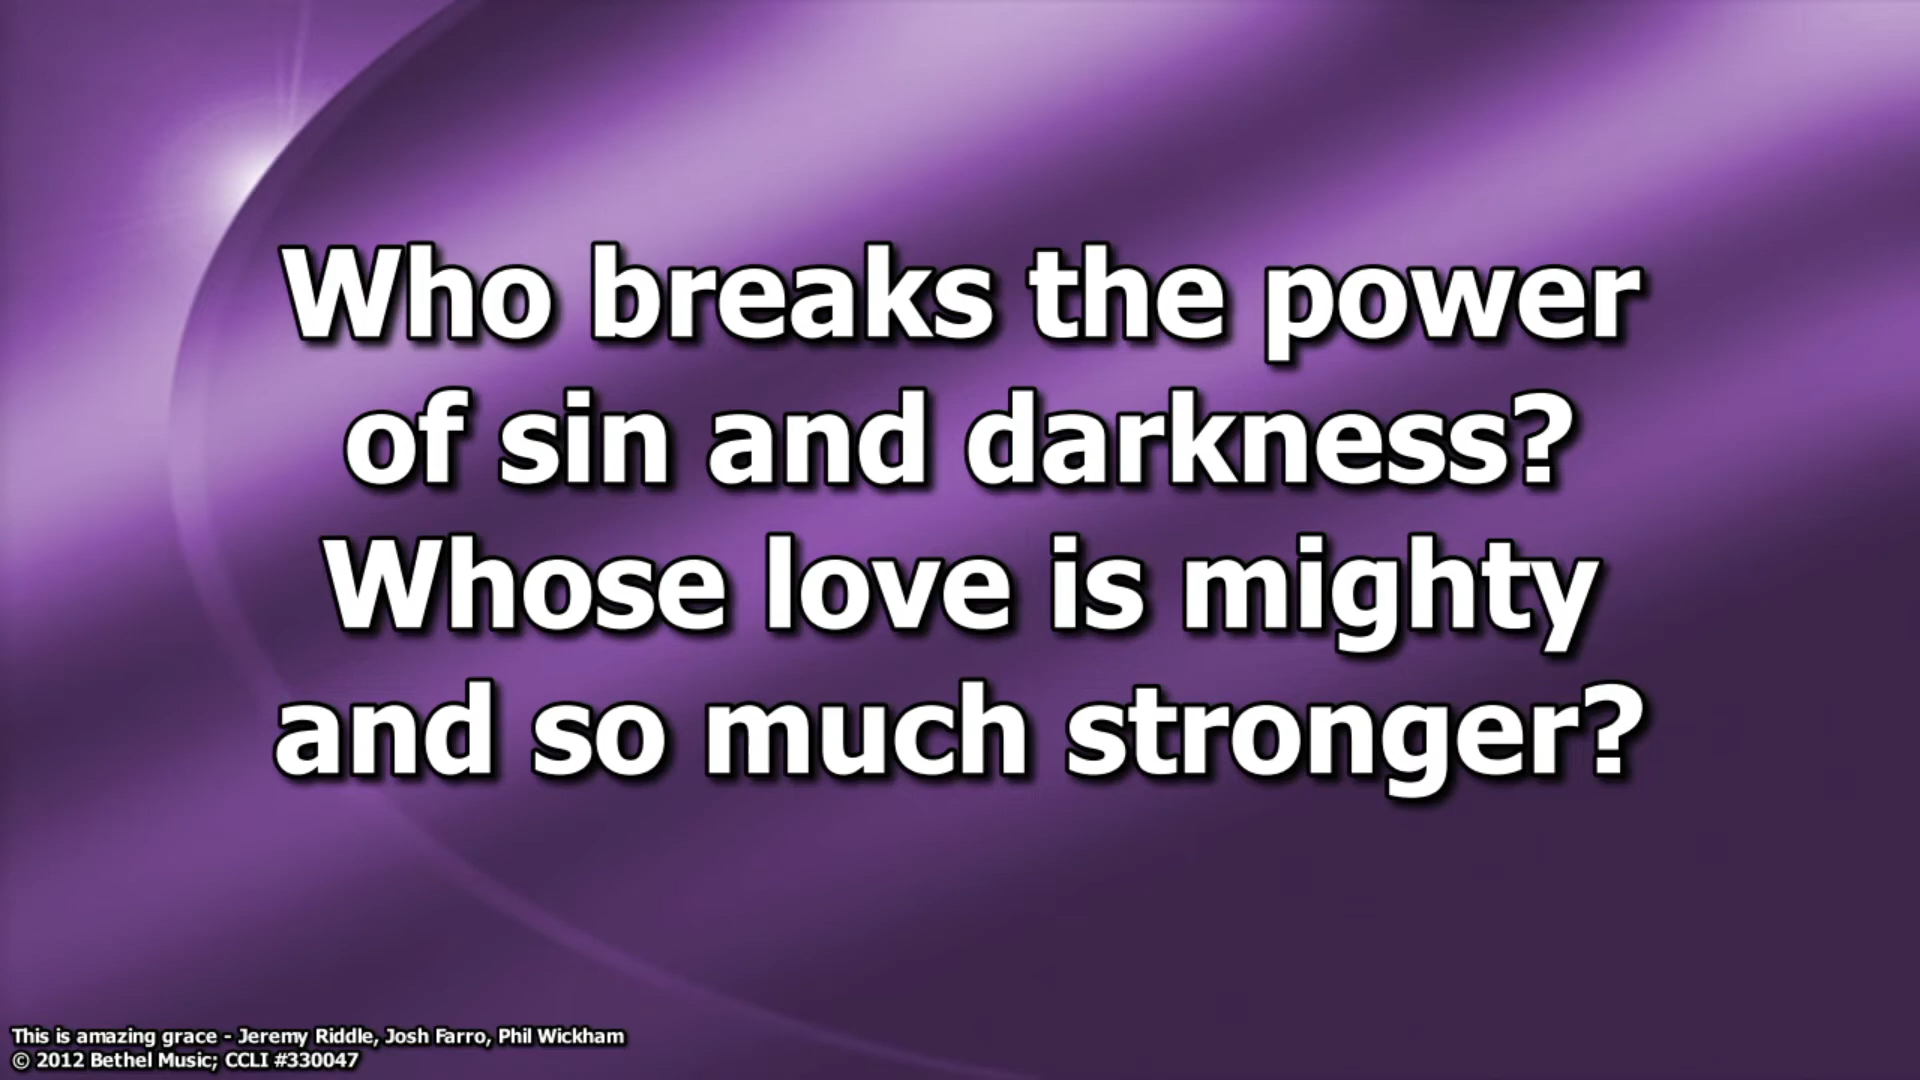 Who breaks the power
of sin and darkness?
Whose love is mighty
and so much stronger?
This is amazing grace - Jeremy Riddle, Josh Farro, Phil Wickham
© 2012 Bethel Music; CCLI #330047